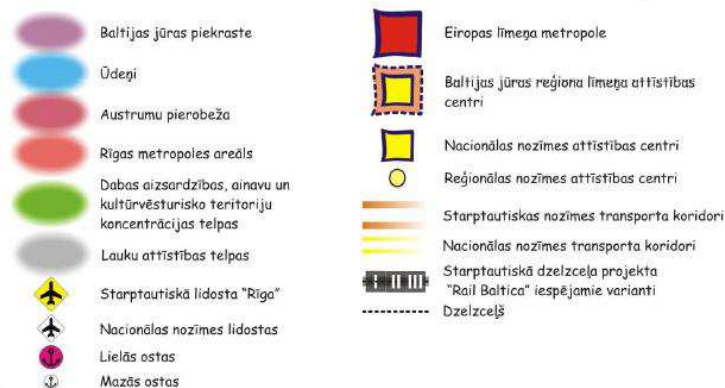 Baltijas jūras piekraste
Ūdeņi
Austrumu pierobeža
Rīgas metropoles areāls
Dabas aizsardzības, ainavu un
kultūrvēsturisko teritoriju
koncentrācijas telpas
Lauku attīstības telpas
Starptautiskā lidosta "Rīga"
Nacionālas nozīmes lidostas
Lielās ostas
Mazās ostas
Eiropas līmeņa metropole
Baltijas jūras reģiona līmeņa attīstības
centri
Nacionālas nozīmes attīstības centri
Reģionālas nozīmes attīstības centri
Starptautiskas nozīmes transporta koridori
Nacionālas nozīmes transporta koridori
Starptautiskā dzelzceļa projekta
"Rail Baltica" iespējamie varianti
I II III
Dzelzceļš